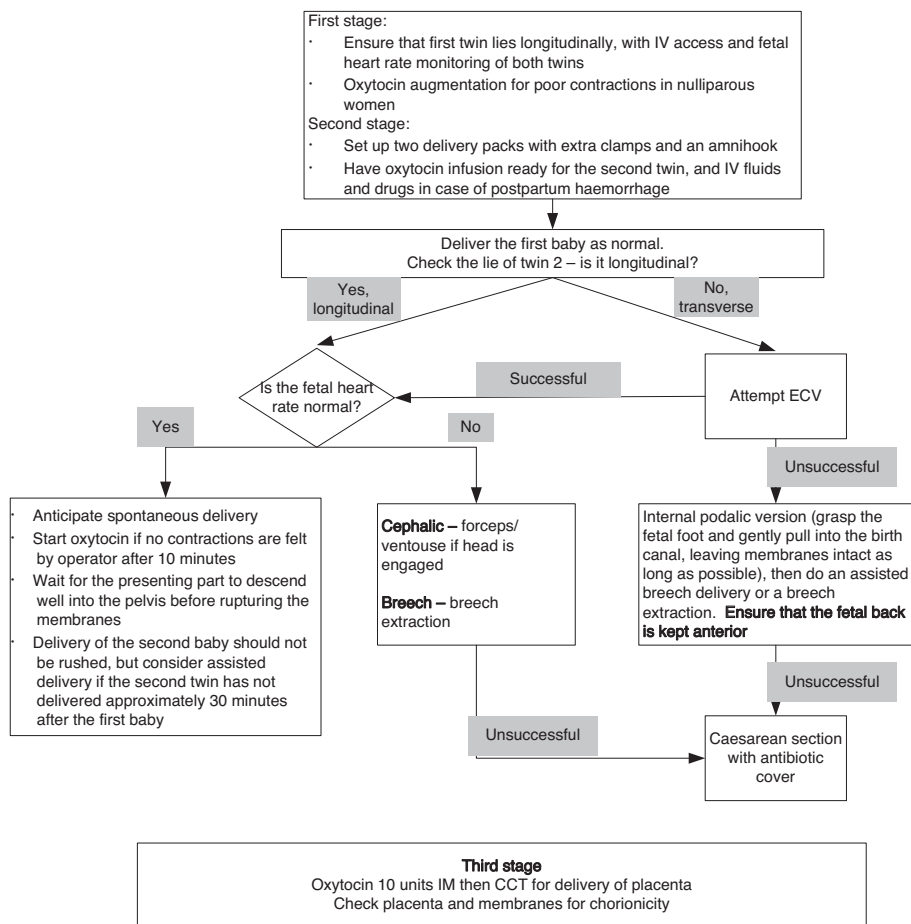 First stage:
· Ensure that first twin lies longitudinally, with IV access and fetal
heart rate monitoring of both twins
· Oxytocin augmentation for poor contractions in nulliparous
women
Second stage:
· Set up two delivery packs with extra clamps and an amnihook
· Have oxytocin infusion ready for the second twin, and IV fluids
and drugs in case of postpartum haemorrhage
Deliver the first baby as normal.
Check the lie of twin 2 – is it longitudinal?
Yes,
longitudinal
No,
transverse
Is the fetal heart
rate normal?
Successful
Attempt ECV
Yes
No
Unsuccessful
· Anticipate spontaneous delivery
· Start oxytocin if no contractions are felt
by operator after 10 minutes
· Wait for the presenting part to descend
well into the pelvis before rupturing the
membranes
· Delivery of the second baby should not
be rushed, but consider assisted
delivery if the second twin has not
delivered approximately 30 minutes
after the first baby
Cephalic – forceps/
ventouse if head is
engaged
Breech – breech
extraction
Internal podalic version (grasp the
fetal foot and gently pull into the birth
canal, leaving membranes intact as
long as possible), then do an assisted
breech delivery or a breech
extraction. Ensure that the fetal back
is kept anterior
Unsuccessful
Unsuccessful
Caesarean section
with antibiotic
cover
Third stage
Oxytocin 10 units IM then CCT for delivery of placenta
Check placenta and membranes for chorionicity